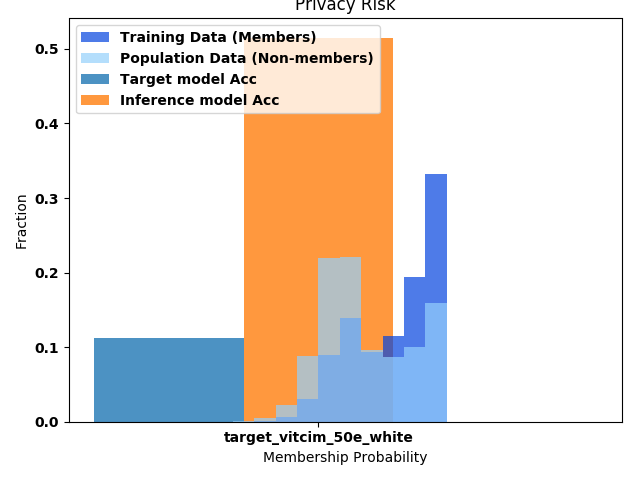 Privacy Risk
Training Data (Members)
Population Data (Non-members)
Target model Acc
Inference model Acc
0.5
0.4
0.3
0.2
0.1
0.0
Fraction
target_vitcim_50e_white
Membership Probability